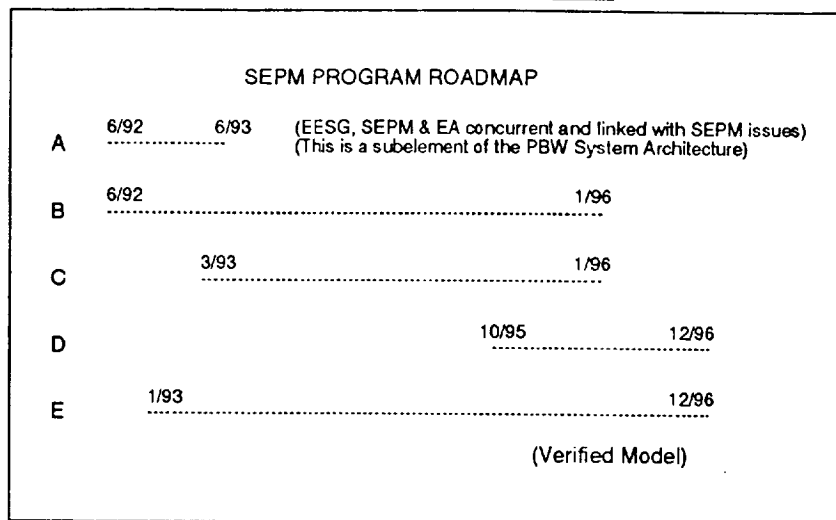 SEPM PROGRAM ROADMAP
A 6/92 6/93 (EESG, SEPM & EA concurrent and linked with SEPM issues)
(This is a subelement of the PBW System Architecture)
B 6/92 1/96
C 3/93 1/96
D 10/95 12/96
E 1/93 12/96
(Verified Model)